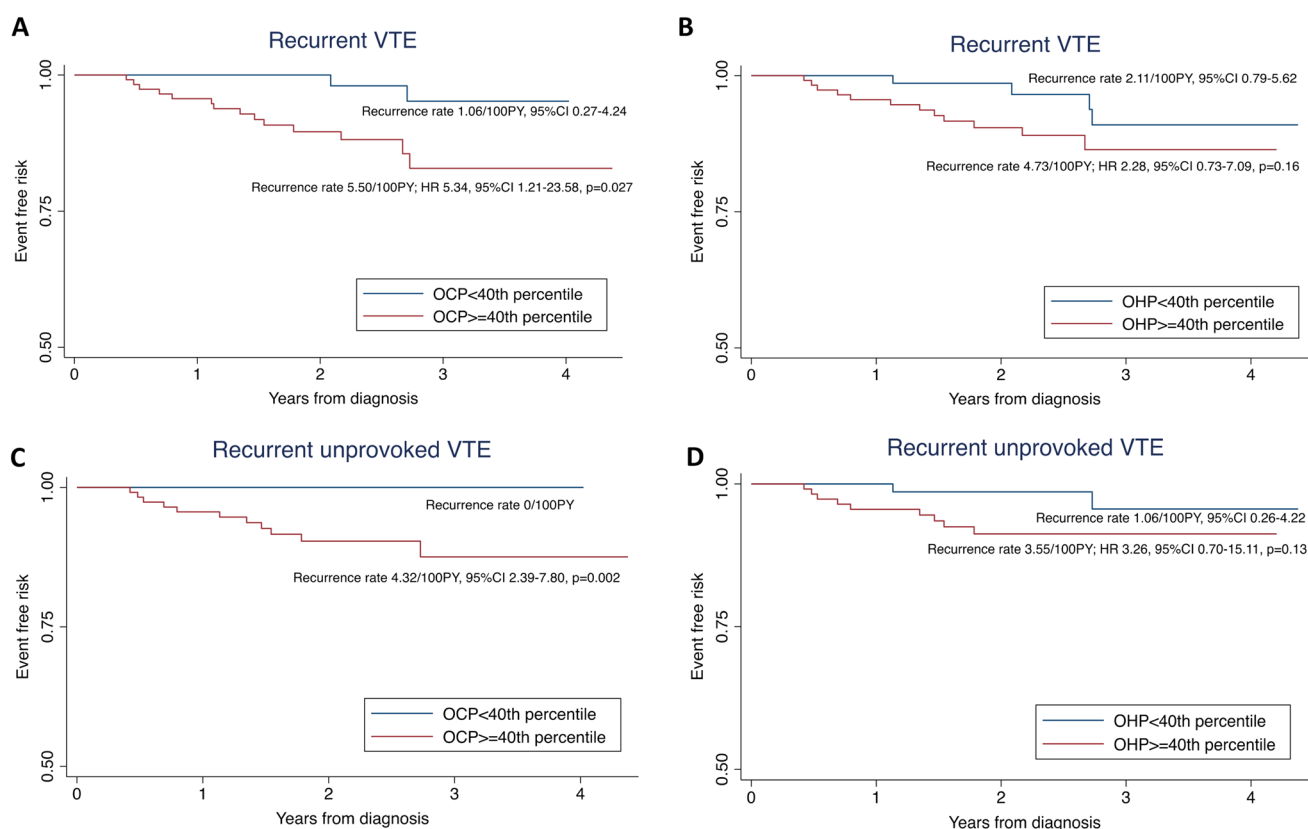 A
Recurrent VTE
1.00
0.75
0.50
Event free risk
Recurrence rate 1.06/100PY, 95%CI 0.27-4.24
Recurrence rate 5.50/100PY; HR 5.34, 95%CI 1.21-23.58, p=0.027
OCP<40th percentile
OCP>=40th percentile
0 1 2 3 4
Years from diagnosis
B
Recurrent VTE
1.00
0.75
0.50
Event free risk
Recurrence rate 2.11/100PY, 95%CI 0.79-5.62
Recurrence rate 4.73/100PY; HR 2.28, 95%CI 0.73-7.09, p=0.16
OHP<40th percentile
OHP>=40th percentile
0 1 2 3 4
Years from diagnosis
C
Recurrent unprovoked VTE
1.00
0.75
0.50
Event free risk
Recurrence rate 0/100PY
Recurrence rate 4.32/100PY, 95%CI 2.39-7.80, p=0.002
OCP<40th percentile
OCP>=40th percentile
0 1 2 3 4
Years from diagnosis
D
Recurrent unprovoked VTE
1.00
0.75
0.50
Event free risk
Recurrence rate 1.06/100PY, 95%CI 0.26-4.22
Recurrence rate 3.55/100PY; HR 3.26, 95%CI 0.70-15.11, p=0.13
OHP<40th percentile
OHP>=40th percentile
0 1 2 3 4
Years from diagnosis